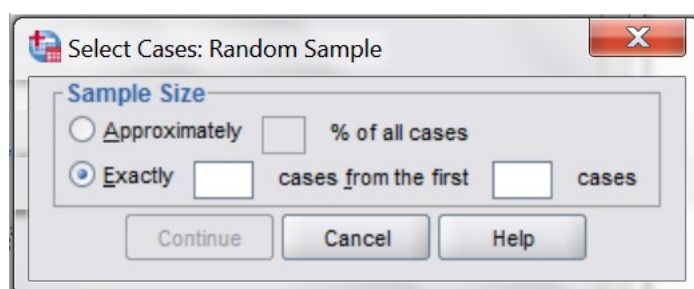 Select Cases: Random Sample
Sample Size
Approximately % of all cases
Exactly cases from the first cases
Continue Cancel Help